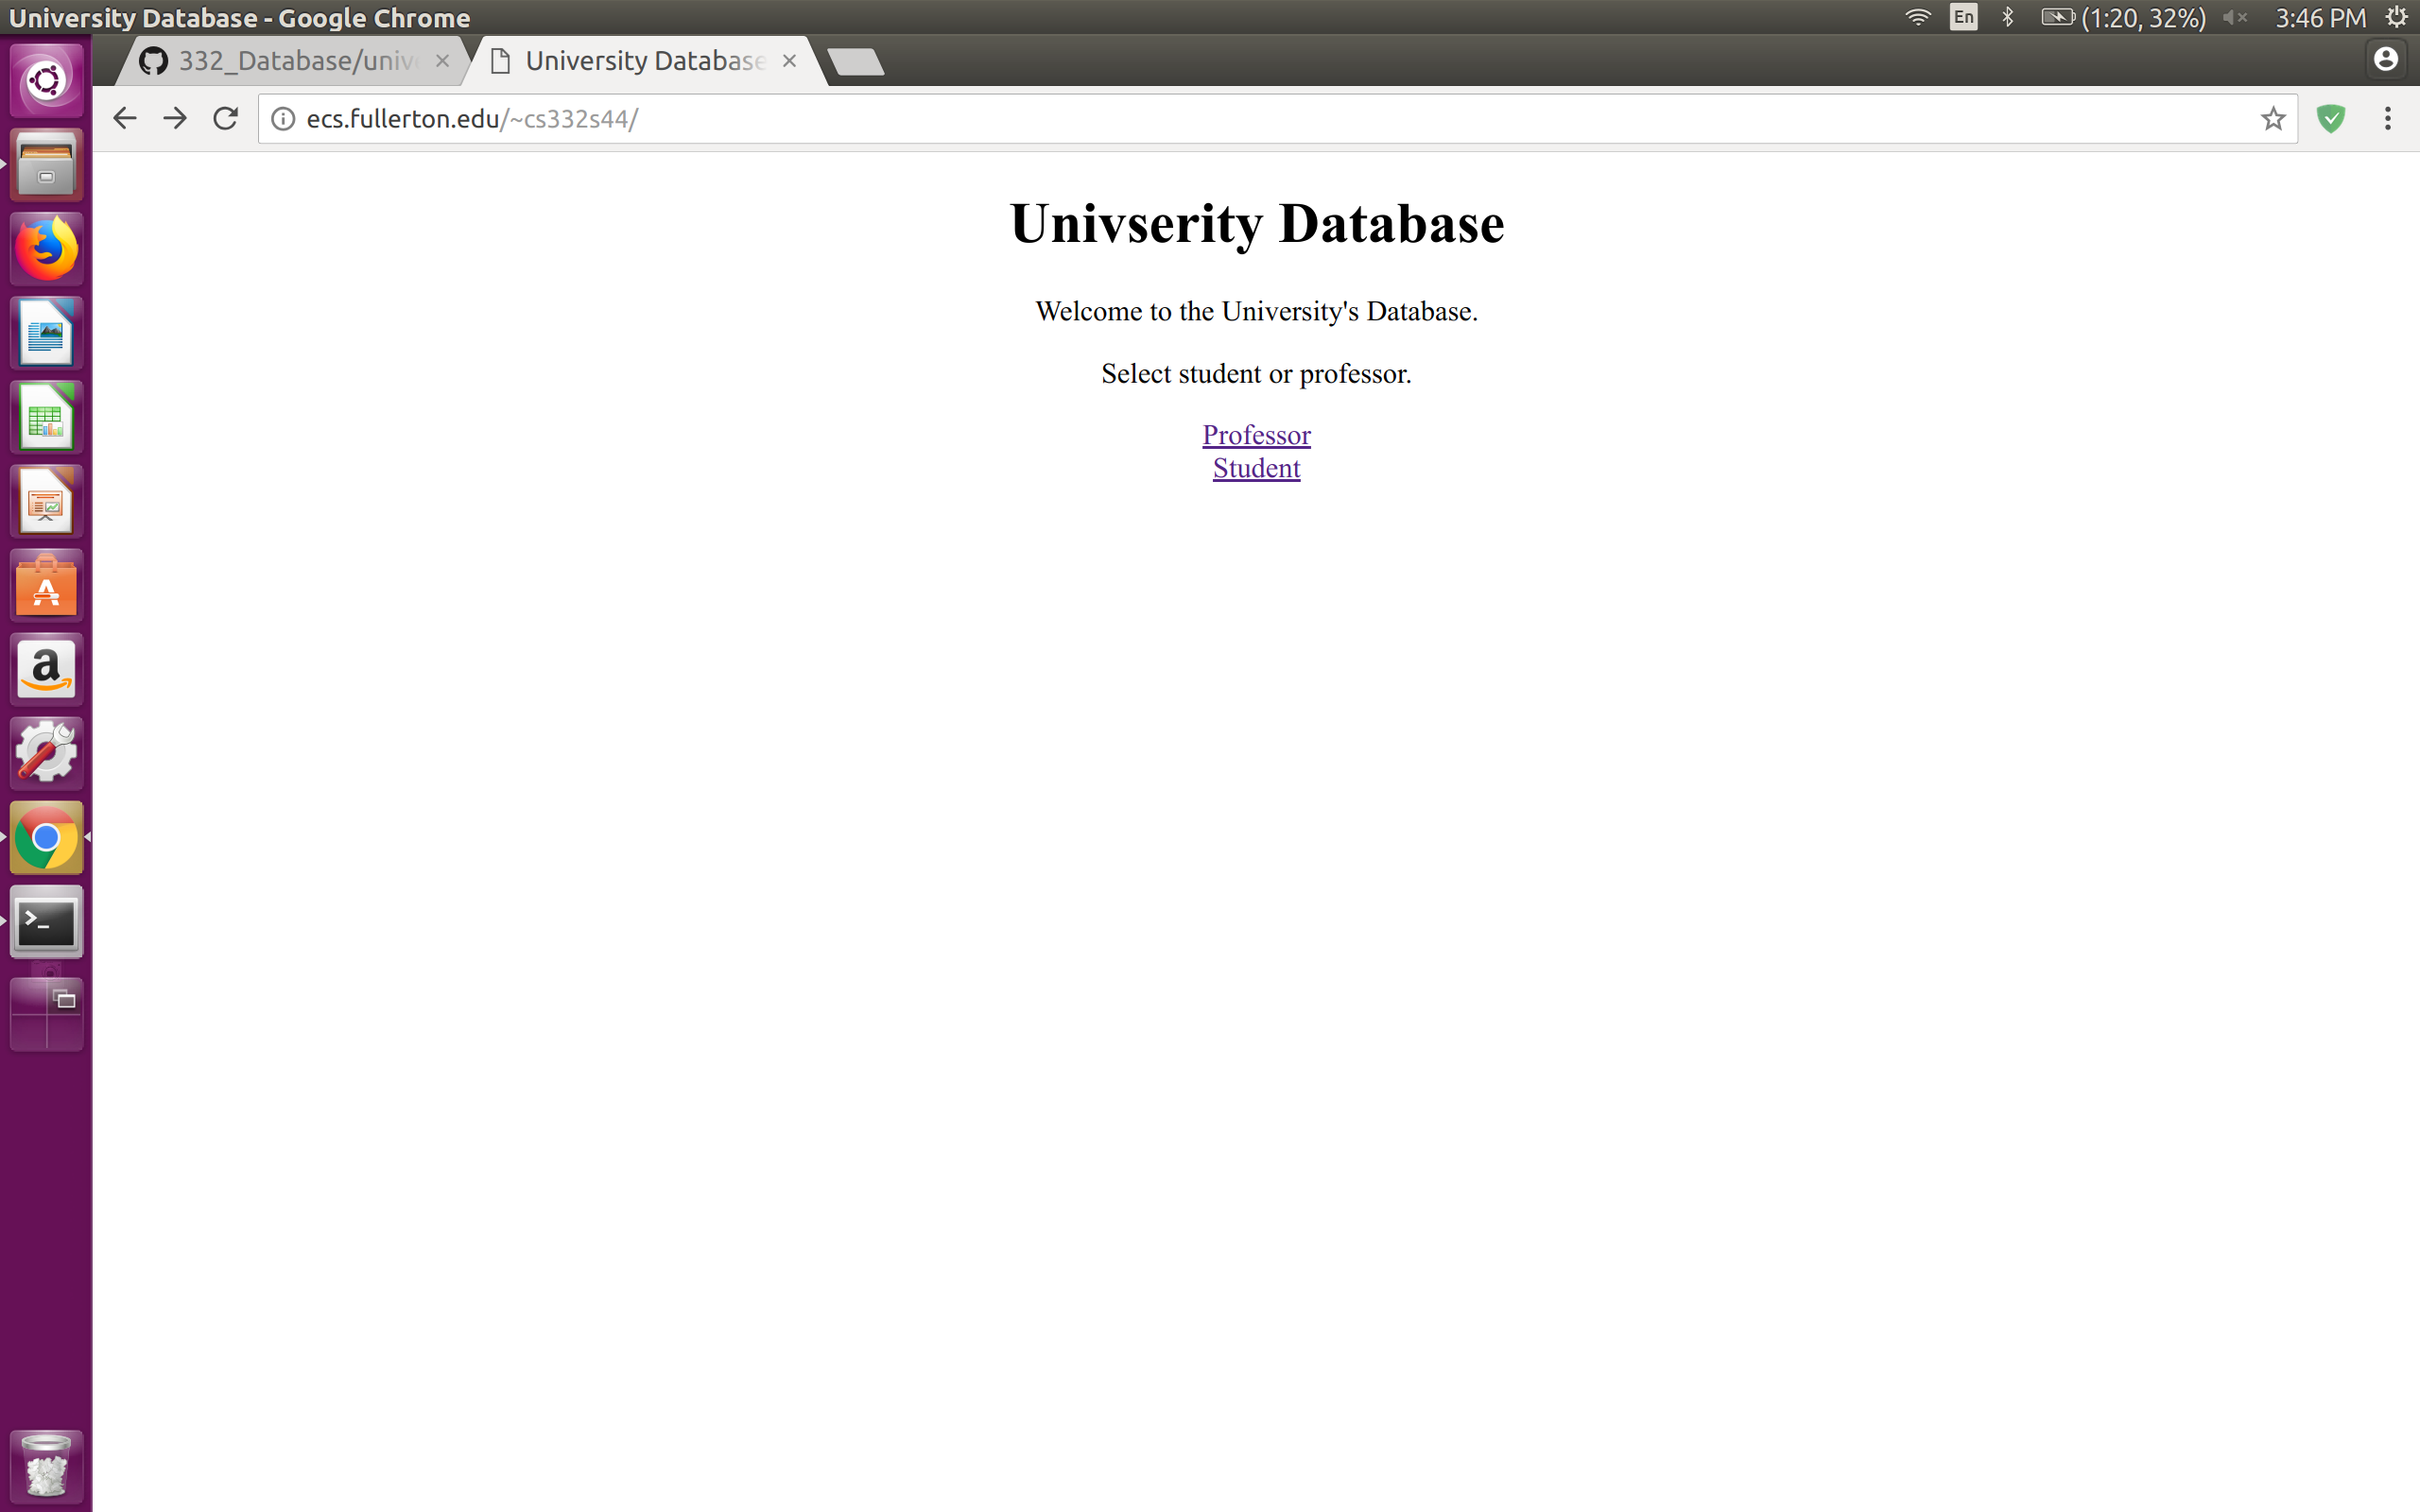 University Database - Google Chrome
En
(1:20, 32%)
3:46 PM
332_Database/univ
University Database
ecs.fullerton.edu/~cs332s44/
Univserity Database
Welcome to the University's Database.
Select student or professor.
Professor
Student